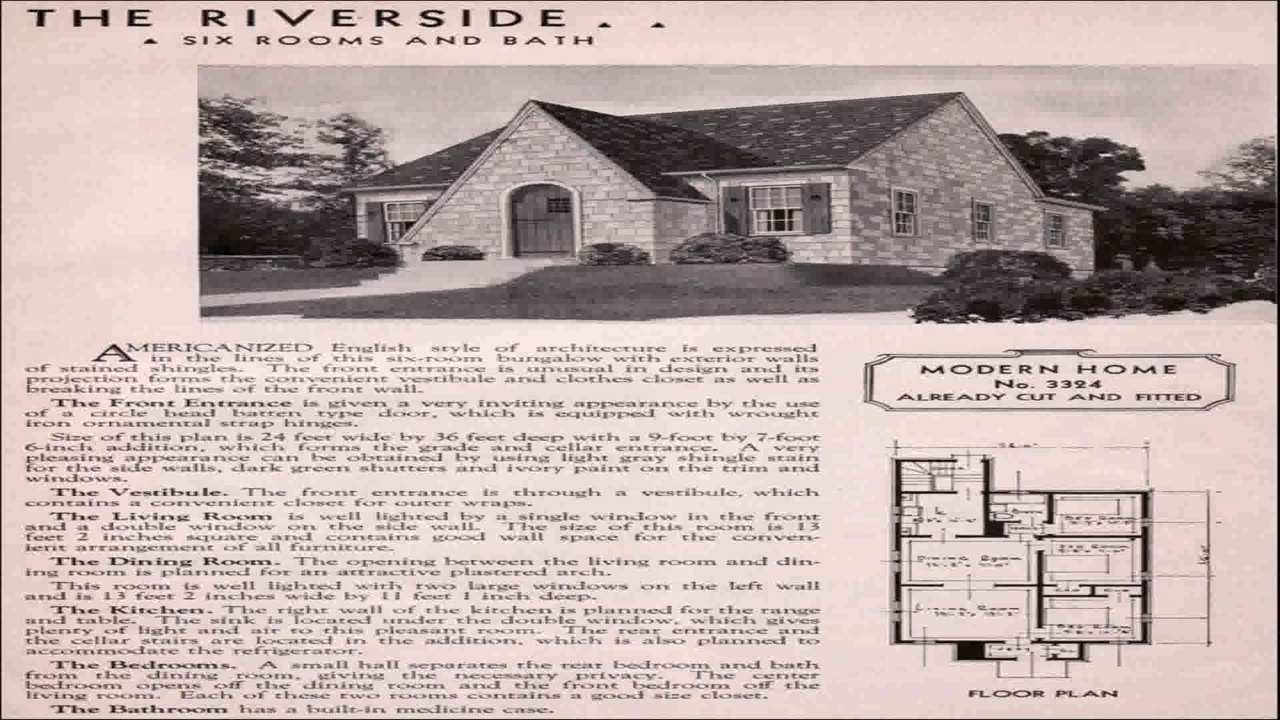 THE RIVERSIDE
SIX ROOMS AND BATH
AMERICANIZED English style of architecture is expressed
in the lines of this six-room bungalow with exterior walls
of stained shingles. The front entrance is unusual in design and its
projection forms the convenient vestibule and clothes closet as well as
breaking the lines of the front wall.
The Front Entrance is given a very inviting appearance by the use
of a circle head batten type door, which is equipped with wrought
iron ornamental strap hinges.
Size of this plan is 24 feet wide by 36 feet deep with a 9-foot by 7-foot
6-inch addition, which forms the grade and cellar entrance. A very
pleasing appearance can be obtained by using light gray shingle stain
for the side walls, dark green shutters and ivory paint on the trim and
windows.
The Vestibule. The front entrance is through a vestibule, which
contains a convenient closet for outer wraps.
The Living Room is well lighted by a single window in the front
and a double window on the side wall. The size of this room is 13
feet 2 inches square and contains good wall space for the conven-
ient arrangement of all furniture.
The Dining Room. The opening between the living room and din-
ing room is planned for an attractive plastered arch.
This room is well lighted with two large windows on the left wall
and is 13 feet 2 inches wide by 11 feet 1 inch deep.
The Kitchen. The right wall of the kitchen is planned for the range
and table. The sink is located under the double window, which gives
plenty of light and air to this pleasant room. The rear entrance and
the cellar stairs are located in the addition, which is also planned to
accommodate the refrigerator.
The Bedrooms. A small hall separates the rear bedroom and bath
from the dining room, giving the necessary privacy. The center
bedroom opens off the dining room and the front bedroom off the
living room. Each of these two rooms contains a good size closet.
The Bathroom has a built-in medicine case.
MODERN HOME
No. 3324
ALREADY CUT AND FITTED
Dining Room
Living Room
FLOOR PLAN